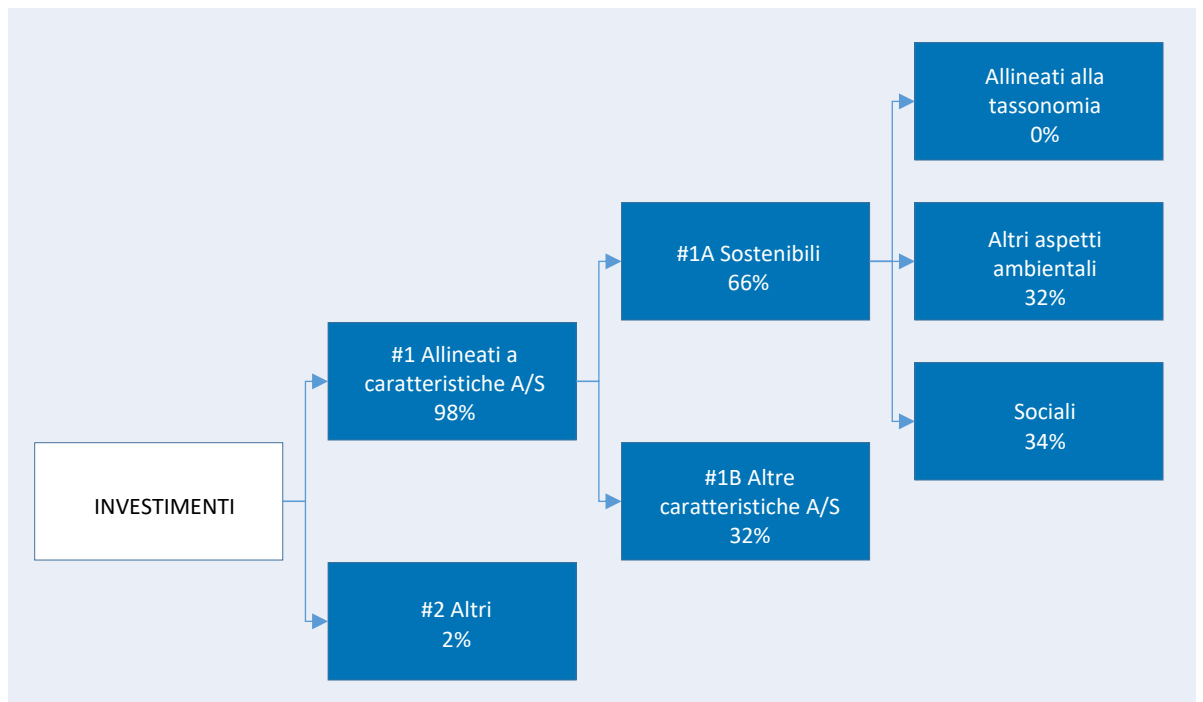 INVESTIMENTI
#1 Allineati a
caratteristiche A/S
98%
#2 Altri
2%
#1A Sostenibili
66%
#1B Altre
caratteristiche A/S
32%
Allineati alla
tassonomia
0%
Altri aspetti
ambientali
32%
Sociali
34%